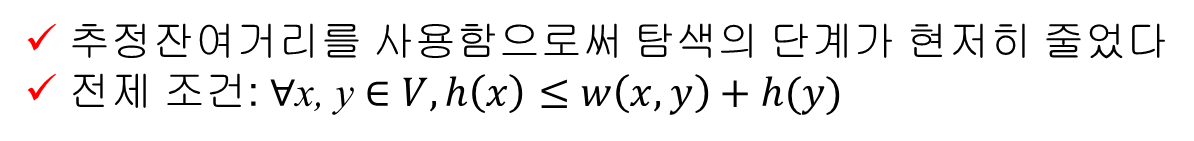 ✓ 추정잔여거리를 사용함으로써 탐색의 단계가 현저히 줄었다
✓ 전제 조건: ∀x, y ∈ V, h(x) ≤ w(x, y) + h(y)